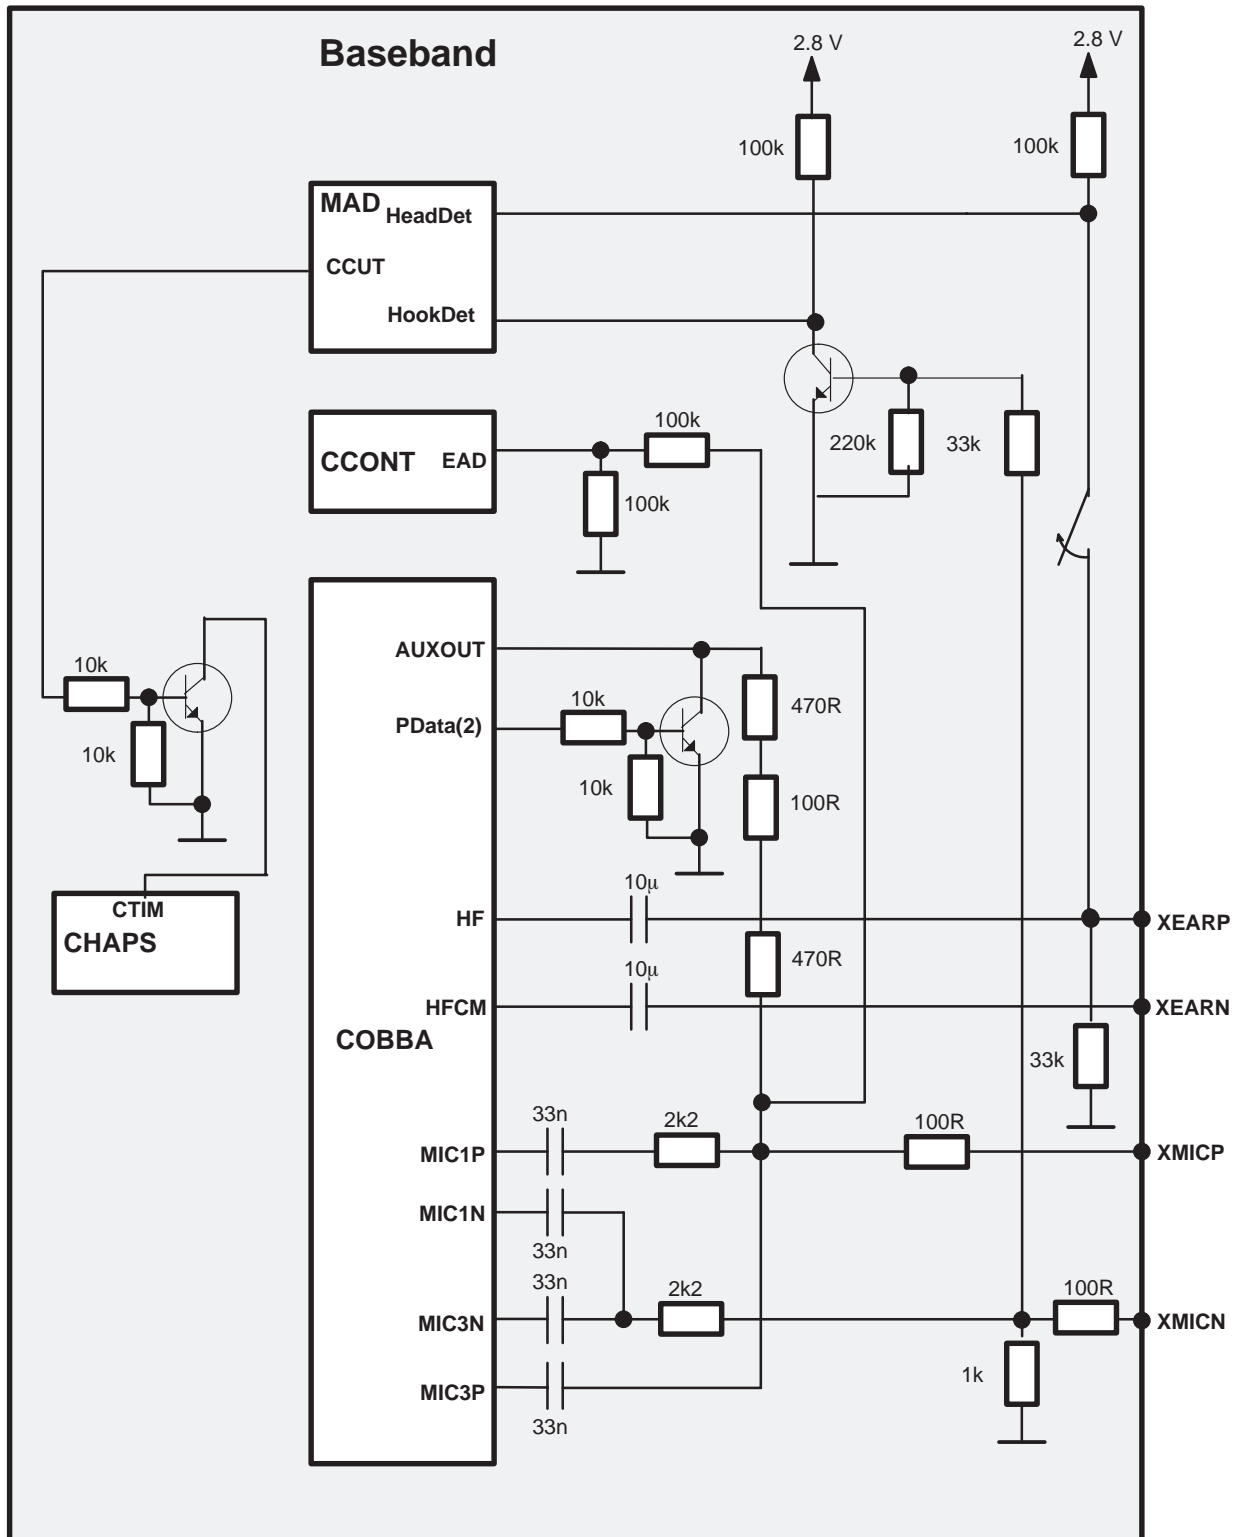 Baseband
2.8 V
2.8 V
100k
100k
MAD
HeadDet
CCUT
HookDet
100k
220k
33k
CCONT
EAD
100k
AUXOUT
10k
10k
470R
PData(2)
10k
10k
100R
10µ
CTIM
HF
XEARP
CHAPS
470R
10µ
HFCM
XEARN
COBBA
33k
33n
2k2
100R
MIC1P
XMICP
MIC1N
33n
33n
2k2
100R
MIC3N
XMICN
1k
MIC3P
33n